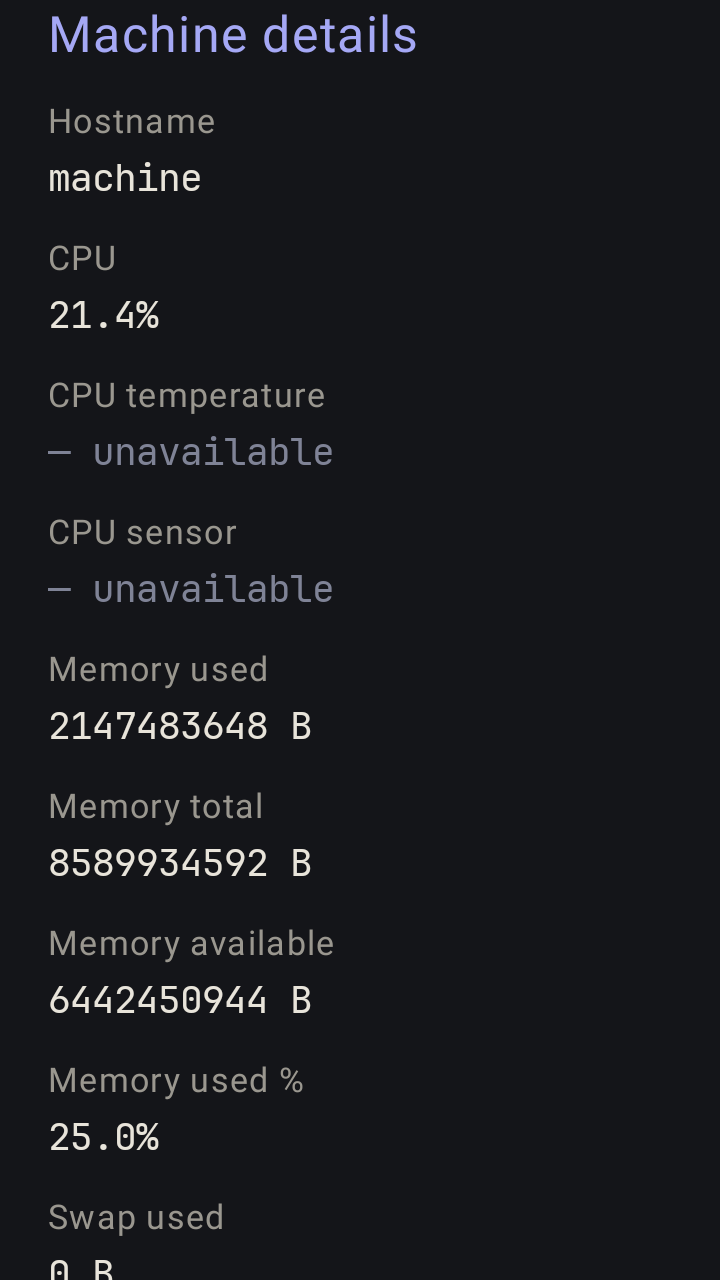 Machine details
Hostname
machine
CPU
21.4%
CPU temperature
— unavailable
CPU sensor
— unavailable
Memory used
2147483648 B
Memory total
8589934592 B
Memory available
6442450944 B
Memory used %
25.0%
Swap used
0 B